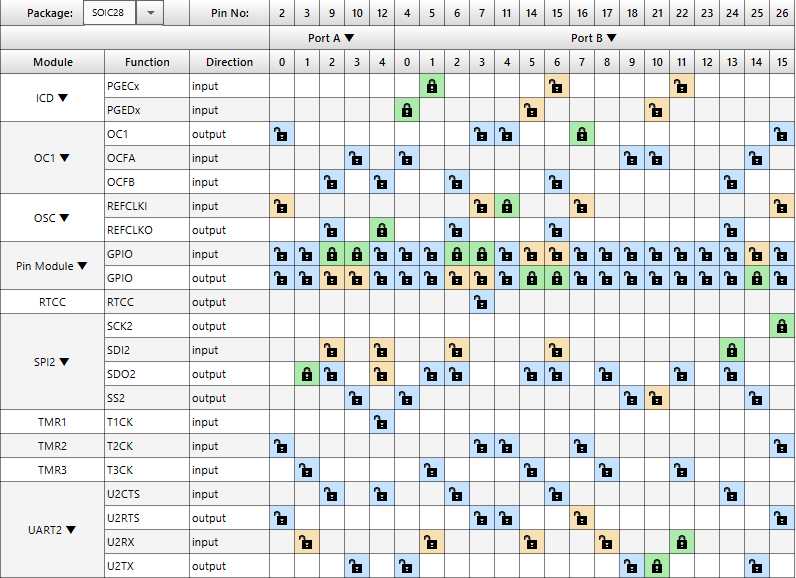 Package: SOIC28 Pin No: 2 3 9 10 12 4 5 6 7 11 14 15 16 17 18 19 20 21 22 23 24 25 26
Port A ▼ Port B ▼
Module Function Direction 0 1 2 3 4 0 1 2 3 4 5 6 7 8 9 10 11 12 13 14 15
ICD ▼ PGECx input
PGEDx input
OC1 ▼ OC1 output
OCFA input
OCFB input
OSC ▼ REFCLKI input
REFCLKO output
Pin Module ▼ GPIO input
GPIO output
RTCC RTCC output
SPI2 ▼ SCK2 output
SDI2 input
SDO2 output
SS2 output
TMR1 T1CK input
TMR2 T2CK input
TMR3 T3CK input
UART2 ▼ U2CTS input
U2RTS output
U2RX input
U2TX output